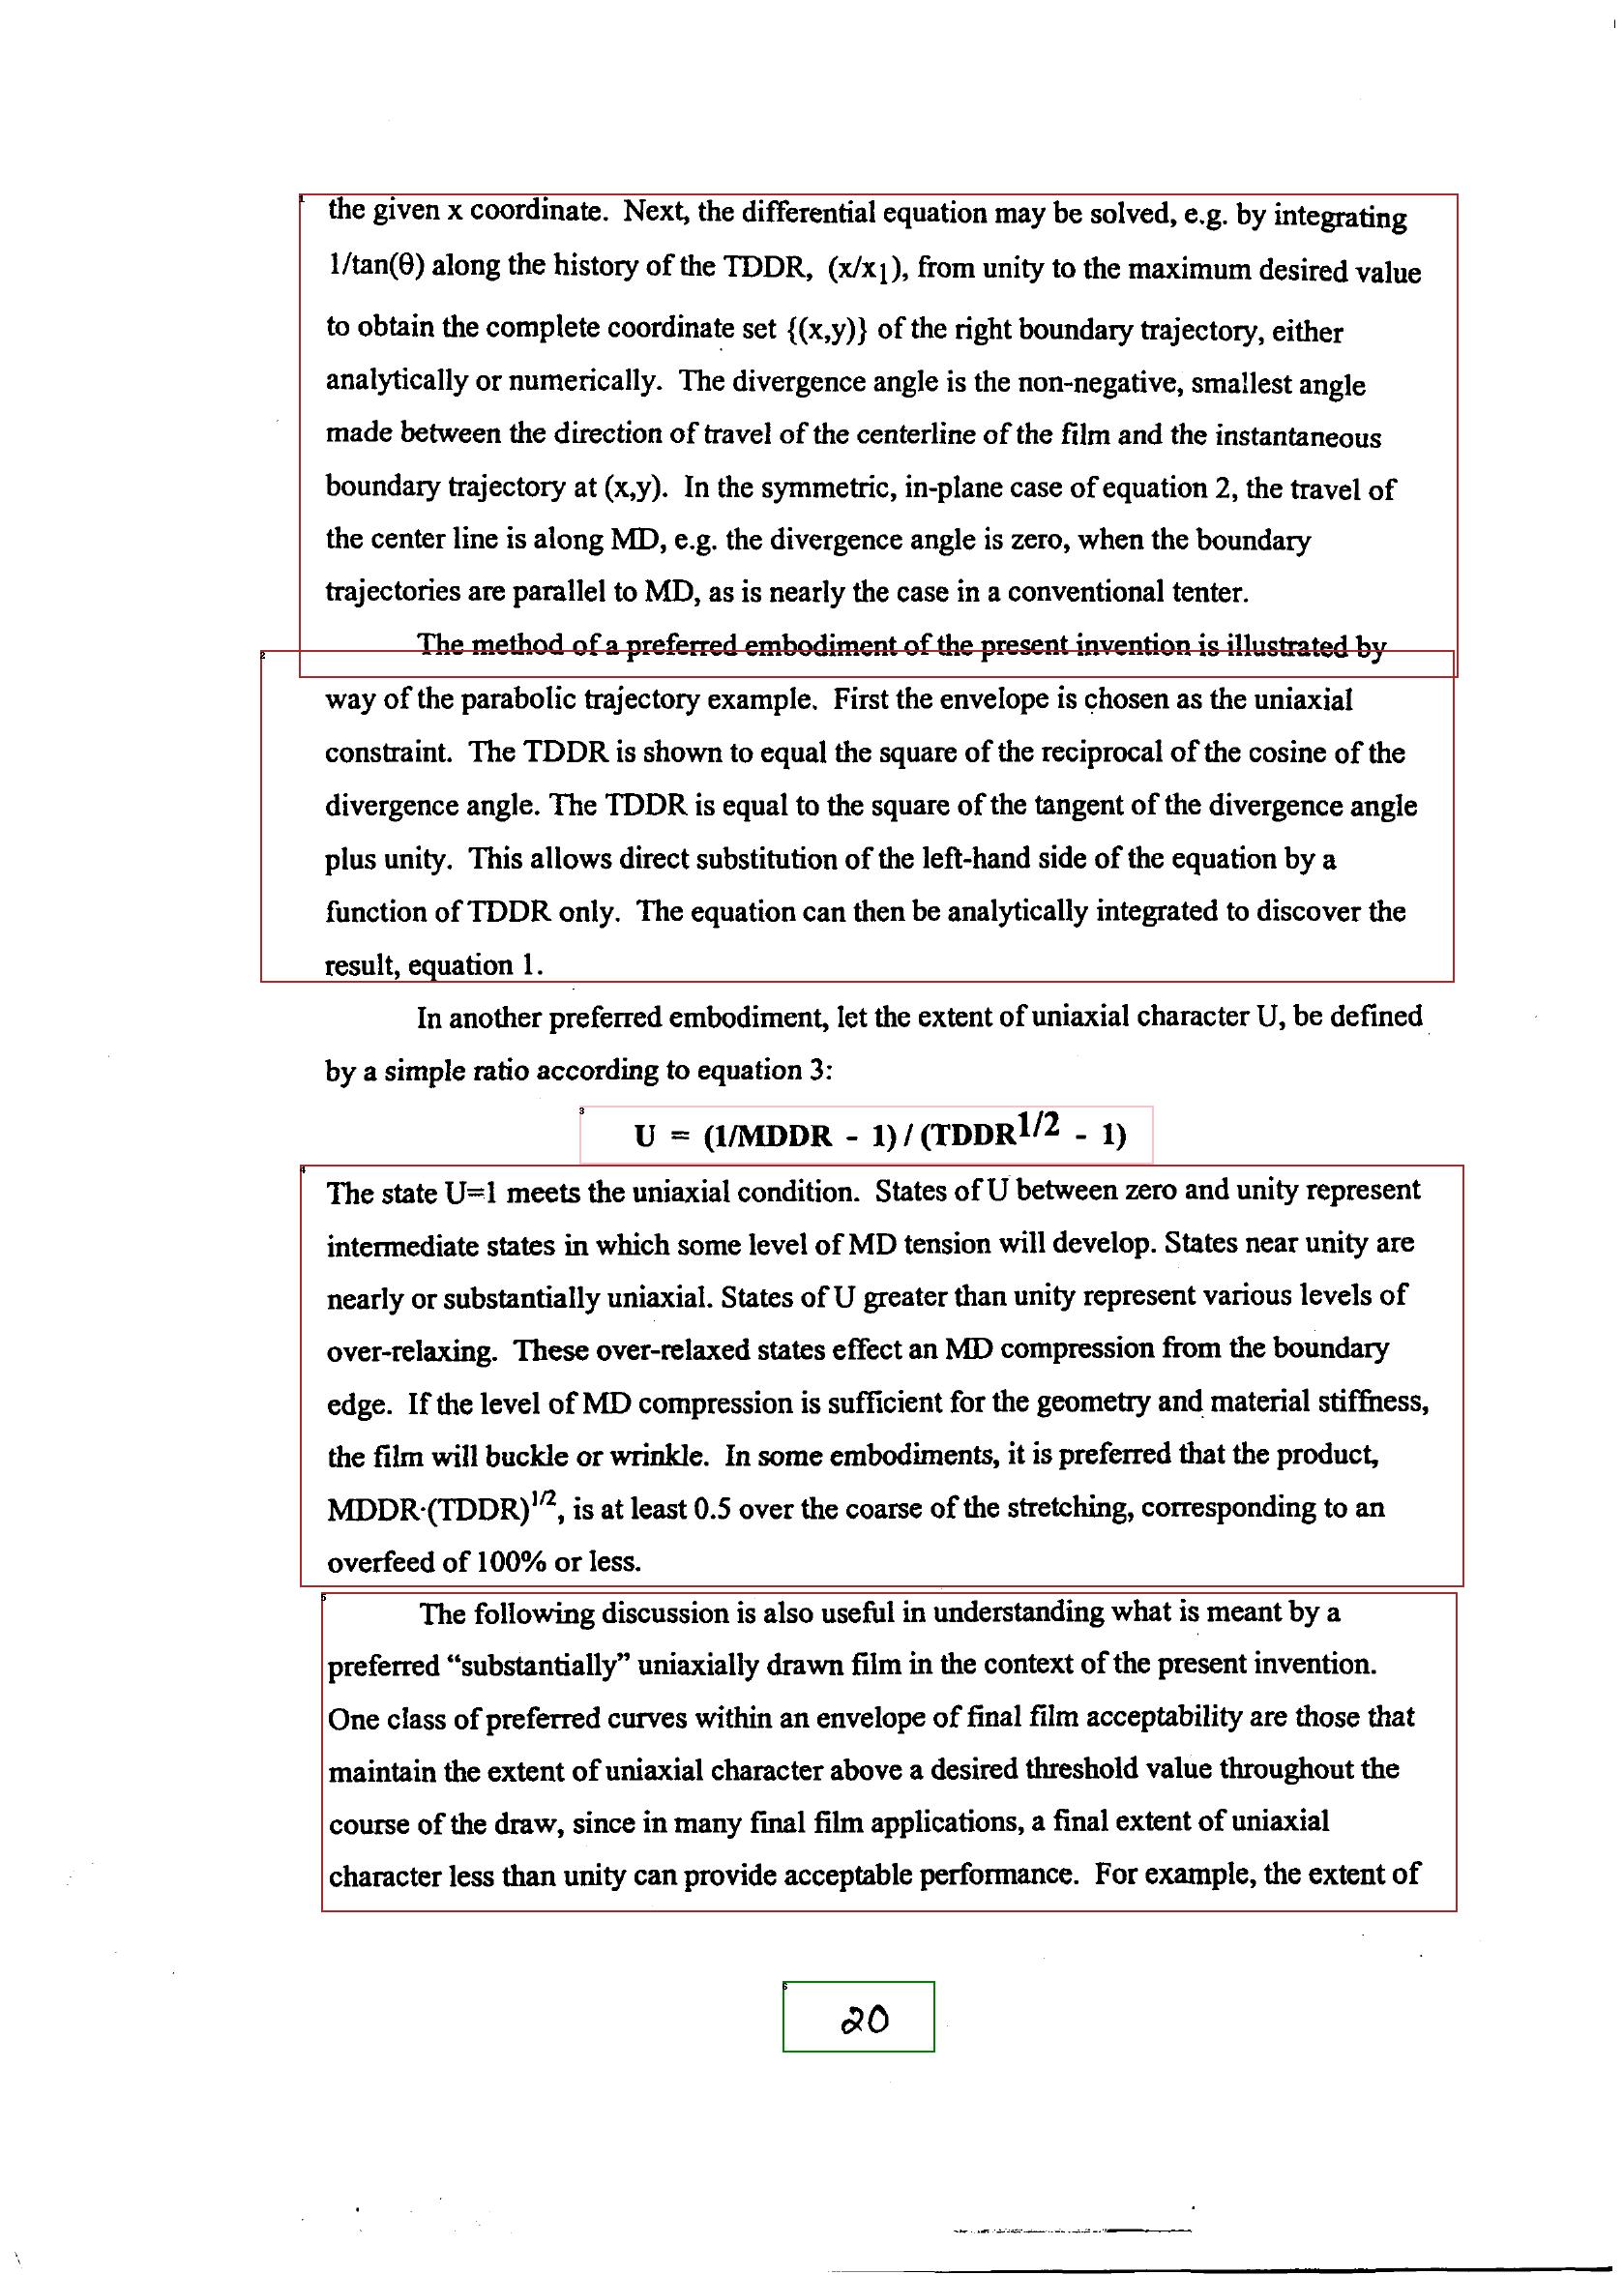 the given x coordinate. Next, the differential equation may be solved, e.g. by integrating
1/tan(θ) along the history of the TDDR, (x/x1), from unity to the maximum desired value
to obtain the complete coordinate set {(x,y)} of the right boundary trajectory, either
analytically or numerically. The divergence angle is the non-negative, smallest angle
made between the direction of travel of the centerline of the film and the instantaneous
boundary trajectory at (x,y). In the symmetric, in-plane case of equation 2, the travel of
the center line is along MD, e.g. the divergence angle is zero, when the boundary
trajectories are parallel to MD, as is nearly the case in a conventional tenter.
The method of a preferred embodiment of the present invention is illustrated by
way of the parabolic trajectory example. First the envelope is chosen as the uniaxial
constraint. The TDDR is shown to equal the square of the reciprocal of the cosine of the
divergence angle. The TDDR is equal to the square of the tangent of the divergence angle
plus unity. This allows direct substitution of the left-hand side of the equation by a
function of TDDR only. The equation can then be analytically integrated to discover the
result, equation 1.
In another preferred embodiment, let the extent of uniaxial character U, be defined
by a simple ratio according to equation 3:
3
U = (1/MDDR - 1) / (TDDR^1/2 - 1)
The state U=1 meets the uniaxial condition. States of U between zero and unity represent
intermediate states in which some level of MD tension will develop. States near unity are
nearly or substantially uniaxial. States of U greater than unity represent various levels of
over-relaxing. These over-relaxed states effect an MD compression from the boundary
edge. If the level of MD compression is sufficient for the geometry and material stiffness,
the film will buckle or wrinkle. In some embodiments, it is preferred that the product,
MDDR·(TDDR)^1/2, is at least 0.5 over the coarse of the stretching, corresponding to an
overfeed of 100% or less.
The following discussion is also useful in understanding what is meant by a
preferred “substantially” uniaxially drawn film in the context of the present invention.
One class of preferred curves within an envelope of final film acceptability are those that
maintain the extent of uniaxial character above a desired threshold value throughout the
course of the draw, since in many final film applications, a final extent of uniaxial
character less than unity can provide acceptable performance. For example, the extent of
20